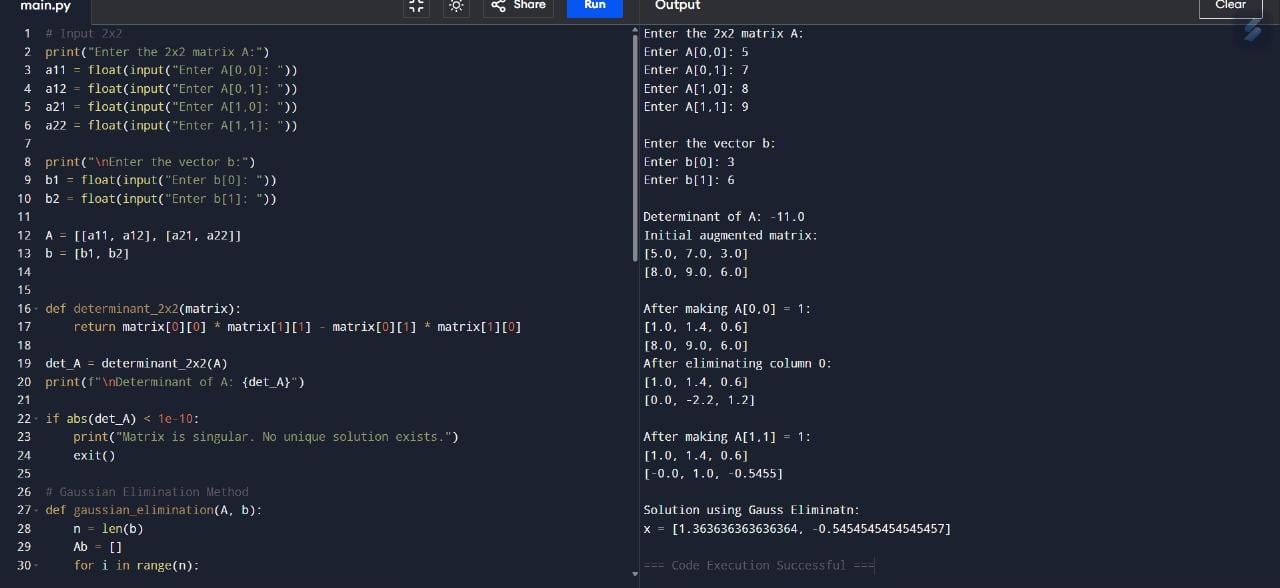 main.py
Share
Run
Output
Clear
1 # Input 2x2
2 print("Enter the 2x2 matrix A:")
3 a11 = float(input("Enter A[0,0]: "))
4 a12 = float(input("Enter A[0,1]: "))
5 a21 = float(input("Enter A[1,0]: "))
6 a22 = float(input("Enter A[1,1]: "))
7
8 print("\nEnter the vector b:")
9 b1 = float(input("Enter b[0]: "))
10 b2 = float(input("Enter b[1]: "))
11
12 A = [[a11, a12], [a21, a22]]
13 b = [b1, b2]
14
15
16 def determinant_2x2(matrix):
17     return matrix[0][0] * matrix[1][1] - matrix[0][1] * matrix[1][0]
18
19 det_A = determinant_2x2(A)
20 print(f"\nDeterminant of A: {det_A}")
21
22 if abs(det_A) < 1e-10:
23     print("Matrix is singular. No unique solution exists.")
24     exit()
25
26 # Gaussian Elimination Method
27 def gaussian_elimination(A, b):
28     n = len(b)
29     Ab = []
30     for i in range(n):
Enter the 2x2 matrix A:
Enter A[0,0]: 5
Enter A[0,1]: 7
Enter A[1,0]: 8
Enter A[1,1]: 9
Enter the vector b:
Enter b[0]: 3
Enter b[1]: 6
Determinant of A: -11.0
Initial augmented matrix:
[5.0, 7.0, 3.0]
[8.0, 9.0, 6.0]
After making A[0,0] = 1:
[1.0, 1.4, 0.6]
[8.0, 9.0, 6.0]
After eliminating column 0:
[1.0, 1.4, 0.6]
[0.0, -2.2, 1.2]
After making A[1,1] = 1:
[1.0, 1.4, 0.6]
[-0.0, 1.0, -0.5455]
Solution using Gauss Eliminatn:
x = [1.363636363636364, -0.5454545454545457]
=== Code Execution Successful ===